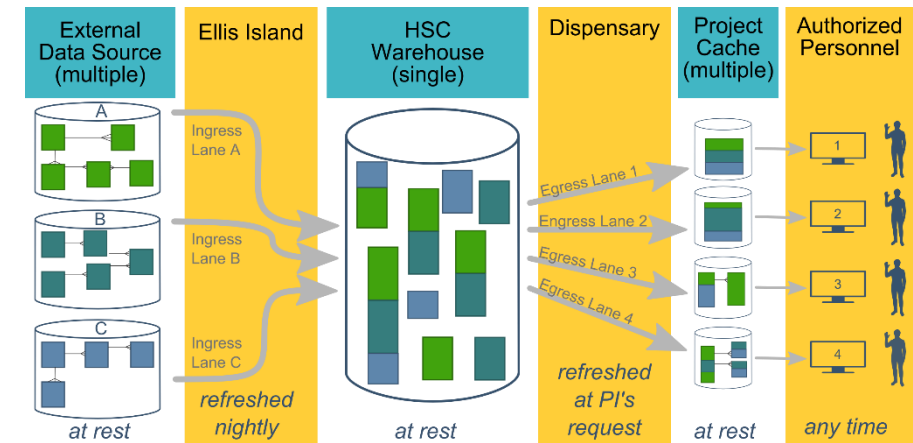 External
Data Source
(multiple)
Ellis Island
HSC
Warehouse
(single)
Dispensary
Project
Cache
(multiple)
Authorized
Personnel
A
Ingress
Lane A
B
Ingress
Lane B
C
Ingress
Lane C
Egress Lane 1
Engress Lane 2
Egress Lane 3
Egress Lane 4
1
2
3
4
at rest
refreshed
nightly
at rest
refreshed
at PI's
request
at rest
any time